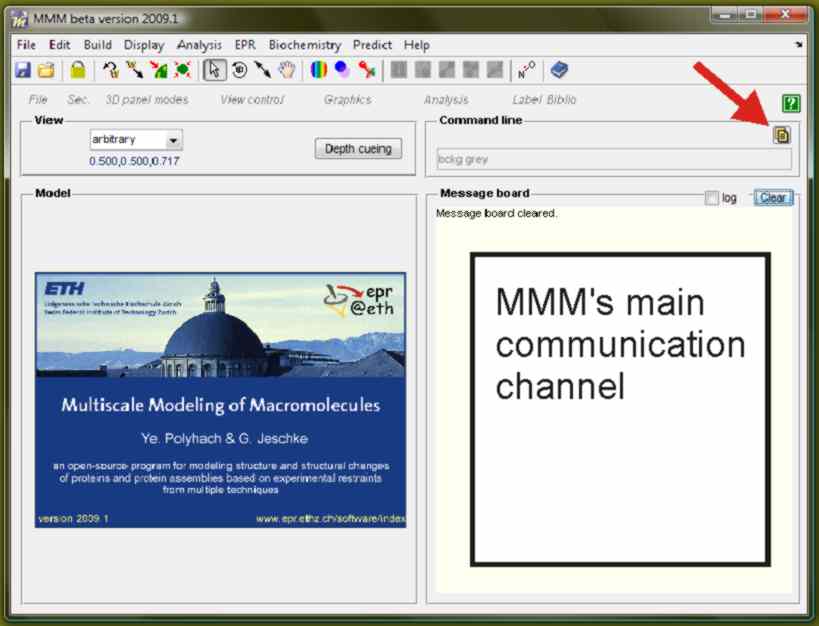 MMM beta version 2009.1
File Edit Build Display Analysis EPR Biochemistry Predict Help
File Sec. 3D panel modes View control Graphics Analysis Label Biblio
View
arbitrary
0.500,0.500,0.717
Depth cueing
Command line
bckg grey
Model
Message board
log
Clear
Message board cleared.
MMM's main
communication
channel
ETH
Eidgenössische Technische Hochschule Zürich
Swiss Federal Institute of Technology Zurich
epr
@eth
Multiscale Modeling of Macromolecules
Ye. Polyhach & G. Jeschke
an open-source program for modeling structure and structural changes
of proteins and protein assemblies based on experimental restraints
from multiple techniques
version 2009.1
www.epr.ethz.ch/software/index